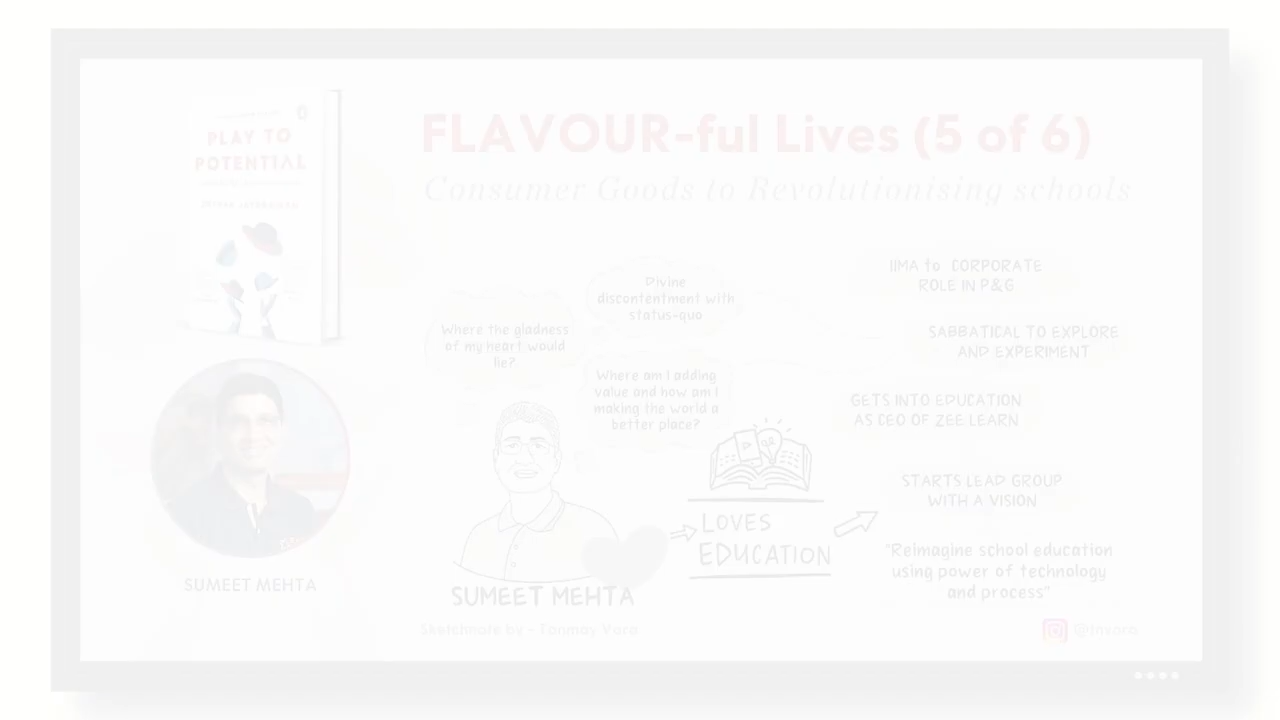 PLAY TO
POTENTIAL
FLAVOUR-ful Lives (5 of 6)
Consumer Goods to Revolutionising schools
Divine
discontentment with
status-quo
Where the gladness
of my heart would
lie?
Where am I adding
value and how am I
making the world a
better place?
IIMA to CORPORATE
ROLE IN P&G
SABBATICAL TO EXPLORE
AND EXPERIMENT
GETS INTO EDUCATION
AS CEO OF ZEE LEARN
STARTS LEAD GROUP
WITH A VISION
"Reimagine school education
using power of technology
and process"
LOVES
EDUCATION
SUMEET MEHTA
SUMEET MEHTA
Sketchnote by - Tanmay Vora
@tnvora